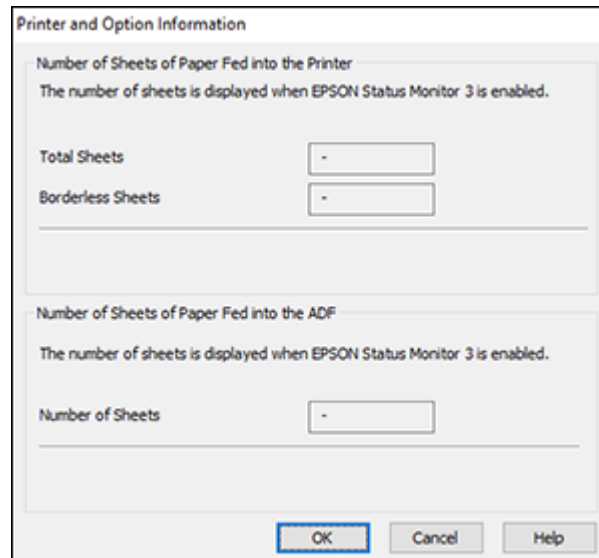 Printer and Option Information
Number of Sheets of Paper Fed into the Printer
The number of sheets is displayed when EPSON Status Monitor 3 is enabled.
Total Sheets -
Borderless Sheets -
Number of Sheets of Paper Fed into the ADF
The number of sheets is displayed when EPSON Status Monitor 3 is enabled.
Number of Sheets -
OK Cancel Help